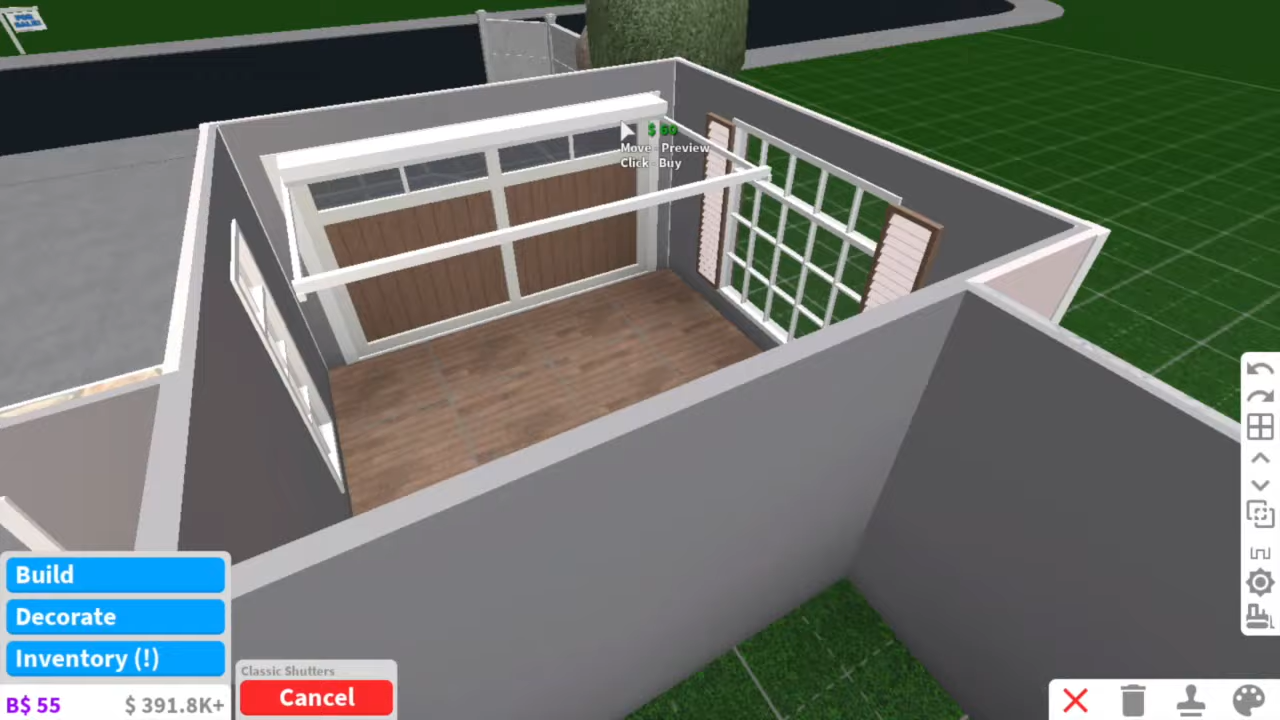 $ 60
Move - Preview
Click - Buy
Build
Decorate
Inventory (!)
Classic Shutters
Cancel
B$ 55
$ 391.8K+